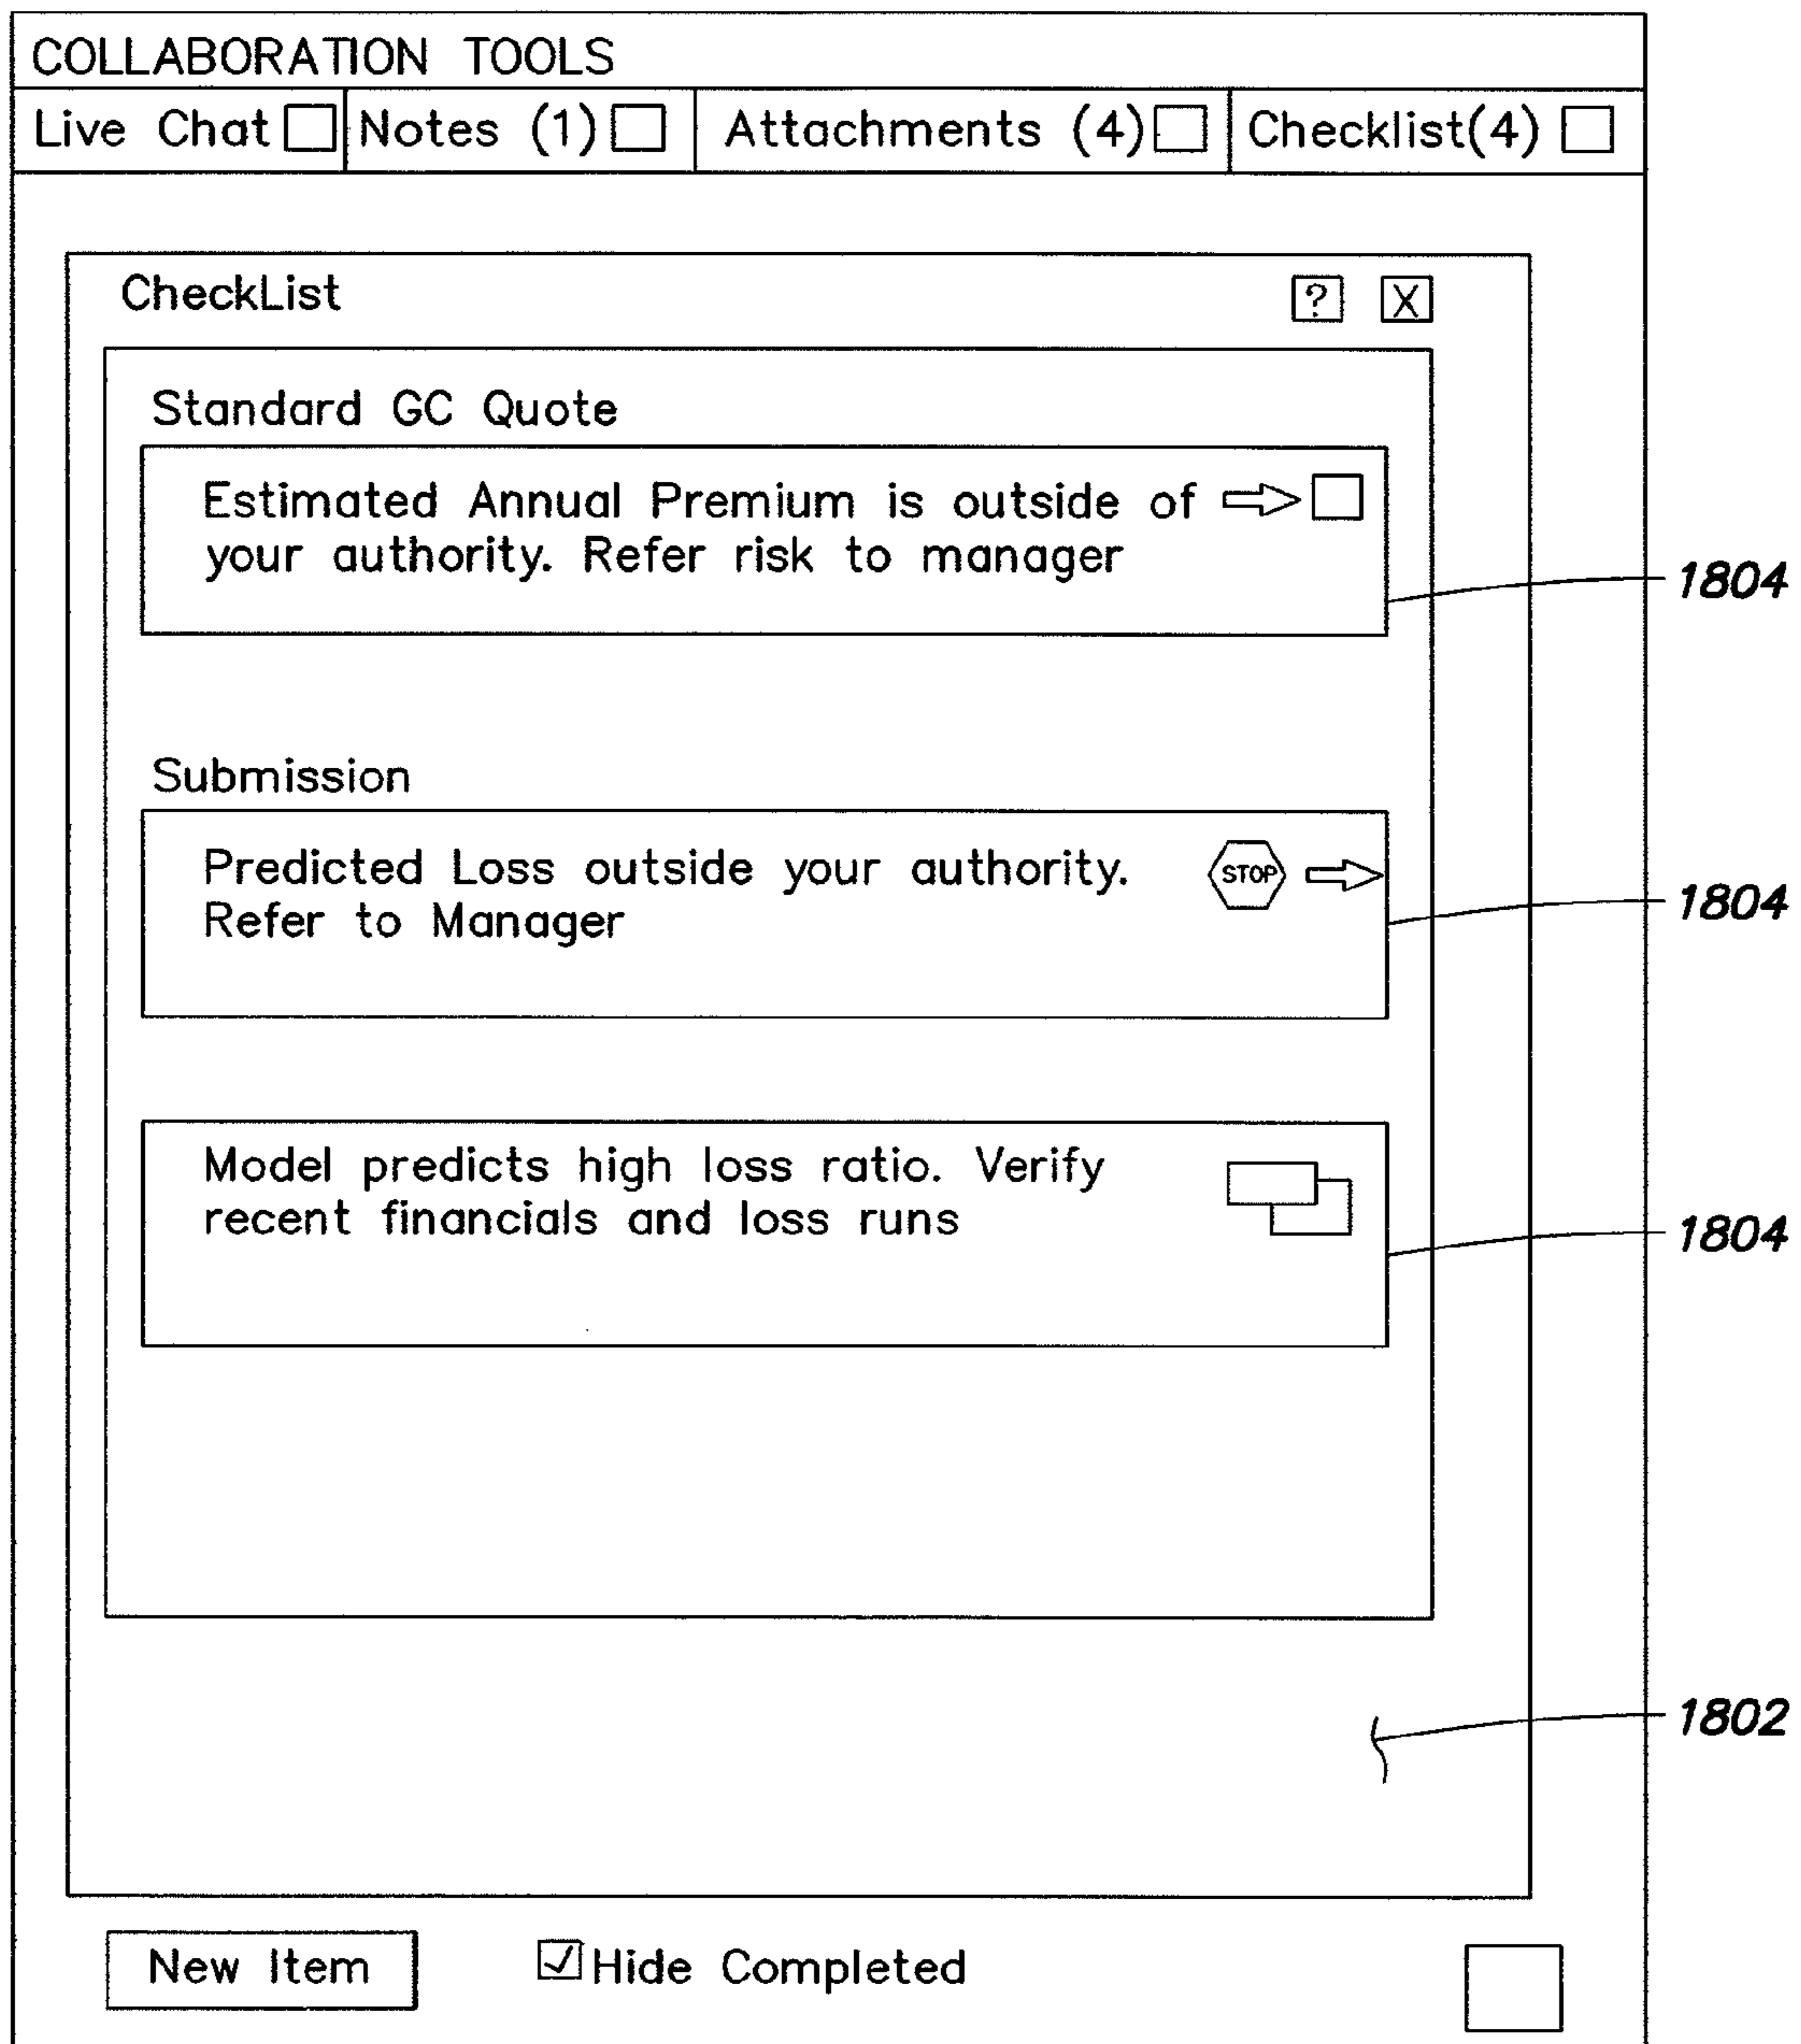 COLLABORATION TOOLS
Live Chat Notes (1) Attachments (4) Checklist(4)
CheckList ? X
Standard GC Quote
Estimated Annual Premium is outside of
your authority. Refer risk to manager
1804
Submission
Predicted Loss outside your authority. STOP
Refer to Manager
1804
Model predicts high loss ratio. Verify
recent financials and loss runs
1804
1802
New Item Hide Completed